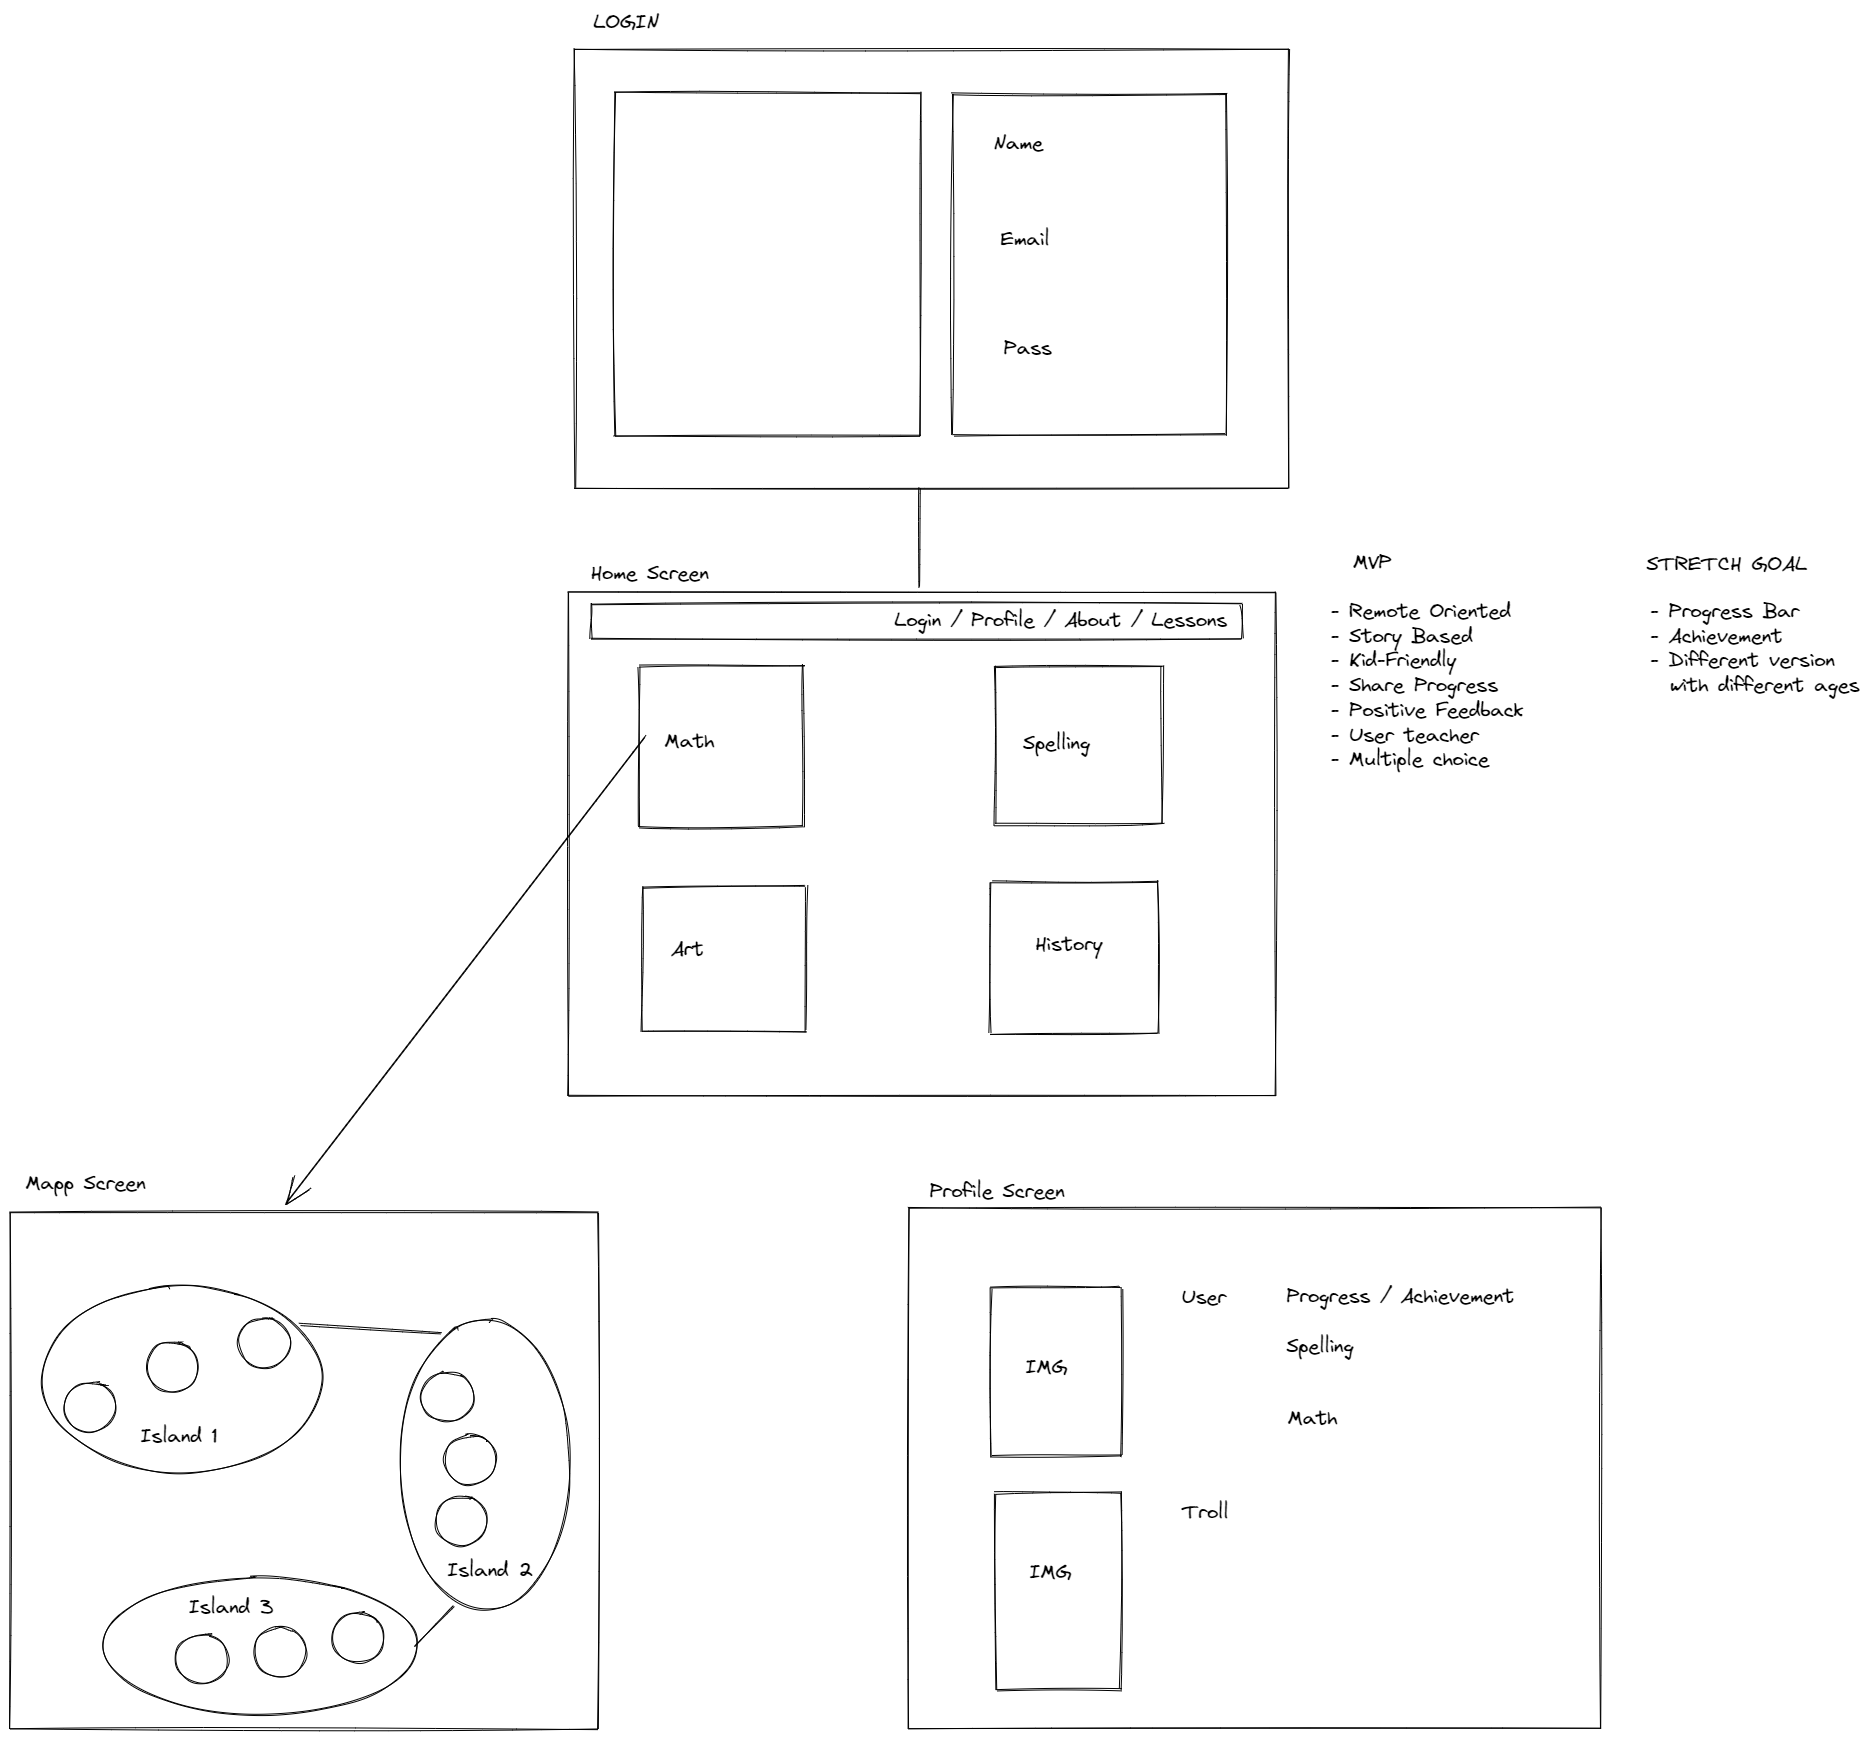 LOGIN
Name
Email
Pass
Home Screen
Login / Profile / About / Lessons
Math
Spelling
Art
History
MVP
- Remote Oriented
- Story Based
- Kid-Friendly
- Share Progress
- Positive Feedback
- User teacher
- Multiple choice
STRETCH GOAL
- Progress Bar
- Achievement
- Different version
with different ages
Mapp Screen
Island 1
Island 2
Island 3
Profile Screen
IMG
User
Progress / Achievement
Spelling
Math
IMG
Troll